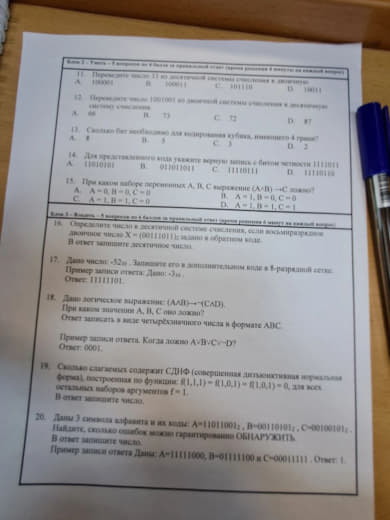 Блок 2 – Уметь – 5 вопросов по 4 балла за правильный ответ (время решения 4 минуты на каждый вопрос)
11. Переведите число 33 из десятичной системы счисления в двоичную
A. 100001 B. 100011 C. 101110 D. 10011
12. Переведите число 1001001 из двоичной системы счисления в десятичную
систему счисления.
A. 66 B. 73 C. 72 D. 87
13. Сколько бит необходимо для кодирования кубика, имеющего 4 грани?
A. 8 B. 5 C. 3 D. 2
14. Для представленного кода укажите верную запись с битом четности 1111011
A. 11010101 B. 011011011 C. 11111011 D. 11110110
15. При каком наборе переменных A, B, C выражение (A˄B) →C ложно?
A. A = 0, B = 0, C = 0 B. A = 1, B = 0, C = 0
C. A = 1, B = 1, C = 0 D. A = 1, B = 1, C = 1
Блок 3 – Владеть – 5 вопросов по 6 баллов за правильный ответ (время решения 6 минут на каждый вопрос)
16. Определите число в десятичной системе счисления, если восьмиразрядное
двоичное число X = (00111011)₂ задано в обратном коде.
В ответ запишите десятичное число.
17. Дано число: -52₁₀ . Запишите его в дополнительном коде в 8-разрядной сетке.
Пример записи ответа: Дано: -3₁₀ .
Ответ: 11111101.
18. Дано логическое выражение: (A˄B)→¬(C˄D).
При каком значении A, B, C оно ложно?
Ответ записать в виде четырёхзначного числа в формате ABC.
Пример записи ответа. Когда ложно A˅B˅C˅¬D?
Ответ: 0001.
19. Сколько слагаемых содержит СДНФ (совершенная дизъюнктивная нормальная
форма), построенная по функции: f(1,1,1) = f(1,0,1) = f(1,0,1) = 0, для всех
остальных наборов аргументов f = 1.
В ответ запишите число.
20. Даны 3 символа алфавита и их коды: A=11011001₂ , B=00110101₂ , C=00100101₂ .
Найдите, сколько ошибок можно гарантированно ОБНАРУЖИТЬ.
В ответ запишите число.
Пример записи ответа Даны: A=11111000, B=01111100 и C=00011111 . Ответ: 1.